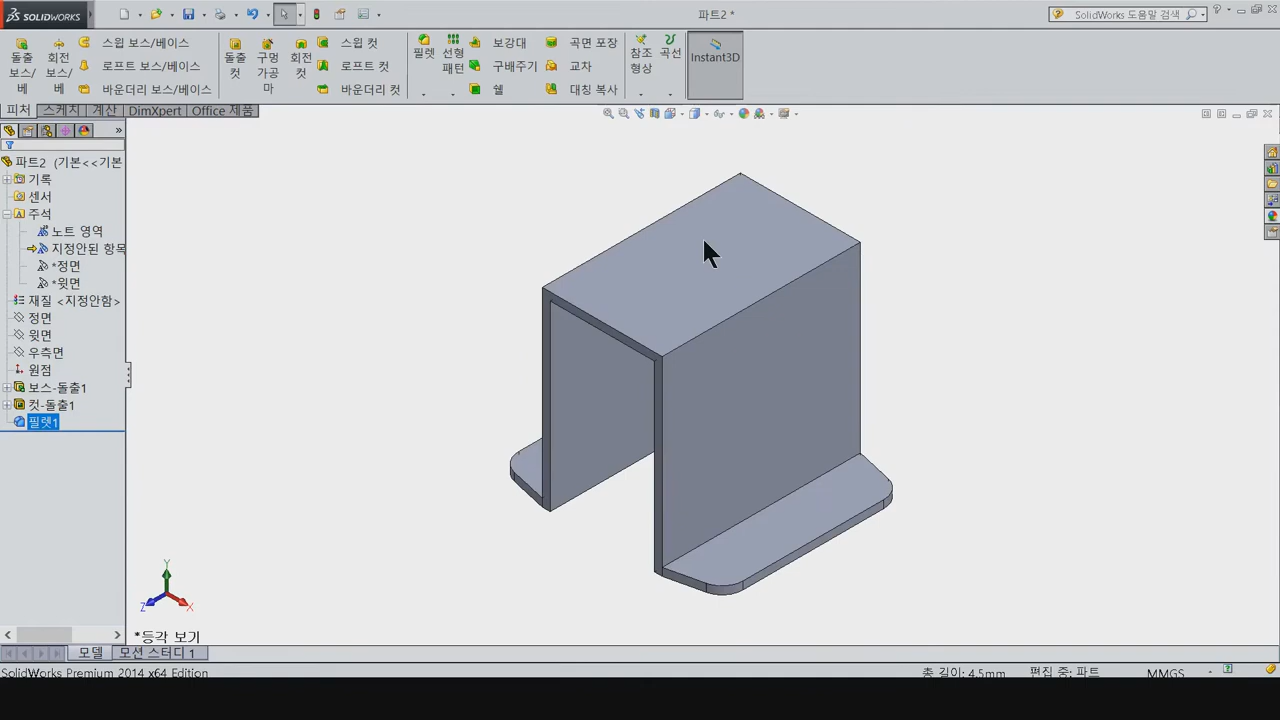 SOLIDWORKS
파트2 *
SolidWorks 도움말 검색
돌출 보스/베
회전 보스/베
스윕 보스/베이스
로프트 보스/베이스
바운더리 보스/베이스
돌출 컷
구멍 가공 마
회전 컷
스윕 컷
로프트 컷
바운더리 컷
필렛
선형 패턴
보강대
구배주기
쉘
곡면 포장
교차
대칭 복사
참조 형상
곡선
Instant3D
피처
스케치
계산
DimXpert
Office 제품
파트2 (기본<<기본
기록
센서
주석
노트 영역
지정안된 항목
*정면
*윗면
재질 <지정안함>
정면
윗면
우측면
원점
보스-돌출1
컷-돌출1
필렛1
Y
Z
X
*등각 보기
모델
모션 스터디 1
SolidWorks Premium 2014 x64 Edition
총 길이: 4.5mm
편집 중: 파트
MMGS